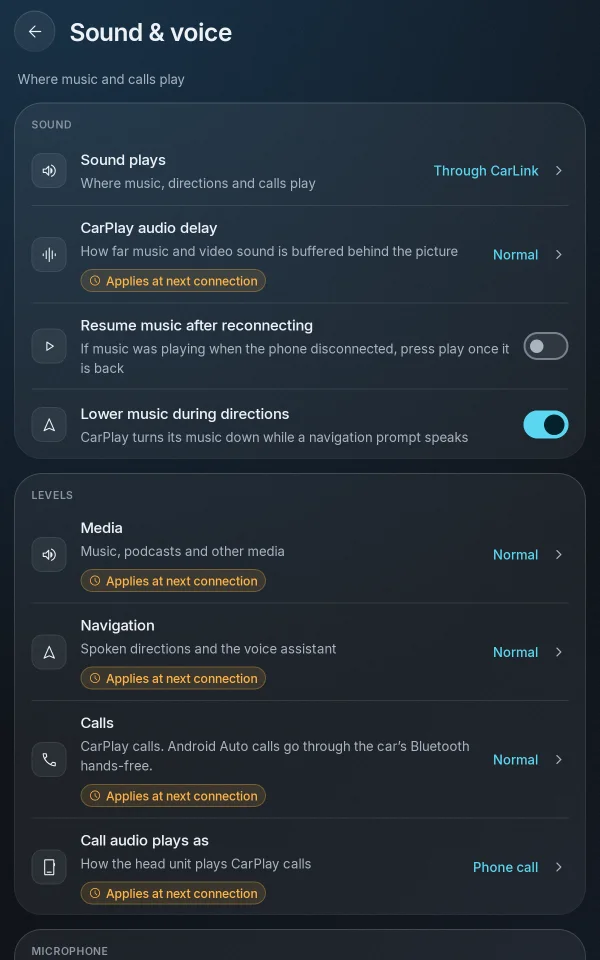 Sound & voice
Where music and calls play
SOUND
Sound plays
Where music, directions and calls play
Through CarLink
CarPlay audio delay
How far music and video sound is buffered behind the picture
Applies at next connection
Normal
Resume music after reconnecting
If music was playing when the phone disconnected, press play once it
is back
Lower music during directions
CarPlay turns its music down while a navigation prompt speaks
LEVELS
Media
Music, podcasts and other media
Applies at next connection
Normal
Navigation
Spoken directions and the voice assistant
Applies at next connection
Normal
Calls
CarPlay calls. Android Auto calls go through the car’s Bluetooth
hands-free.
Applies at next connection
Normal
Call audio plays as
How the head unit plays CarPlay calls
Applies at next connection
Phone call
MICROPHONE